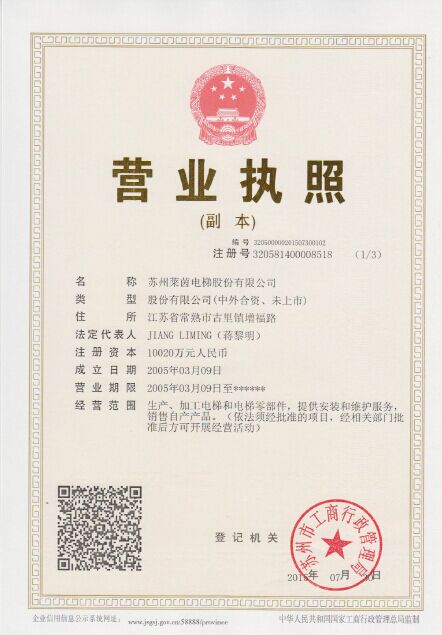 营业执照
(副 本)
编 号 320500000201507300102
注册号 320581400008518 (1/3)
名 称 苏州莱茵电梯股份有限公司
类 型 股份有限公司(中外合资、未上市)
住 所 江苏省常熟市古里镇增福路
法定代表人 JIANG LIMING (蒋黎明)
注册资本 10020万元人民币
成立日期 2005年03月09日
营业期限 2005年03月09日至******
经营范围 生产、加工电梯和电梯零部件，提供安装和维护服务，
销售自产产品。(依法须经批准的项目，经相关部门批
准后方可开展经营活动)
登记机关
苏州市工商行政管理局
2015年 07月 日
企业信用信息公示系统网址：
www.jsgsj.gov.cn:58888/province
中华人民共和国国家工商行政管理总局监制